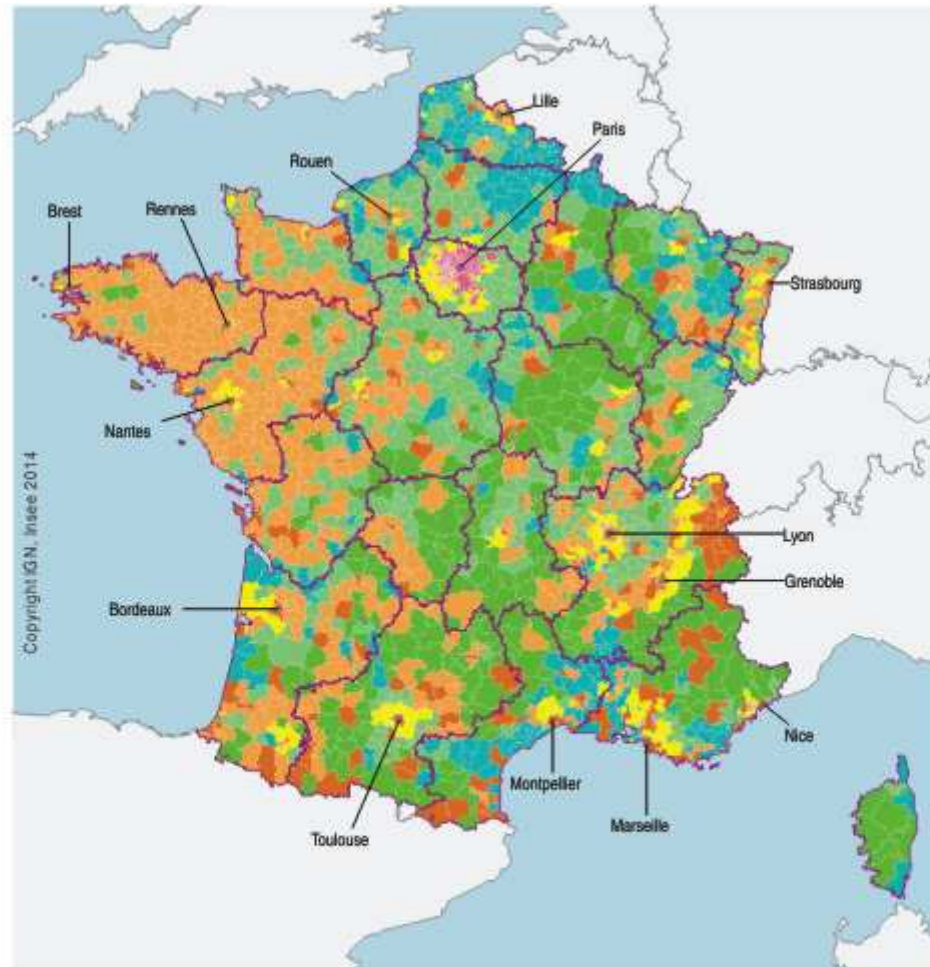 Lille
Paris
Rouen
Brest
Rennes
Strasbourg
Nantes
Copyright IGN. Insee 2014
Lyon
Grenoble
Bordeaux
Nice
Montpellier
Marseille
Toulouse